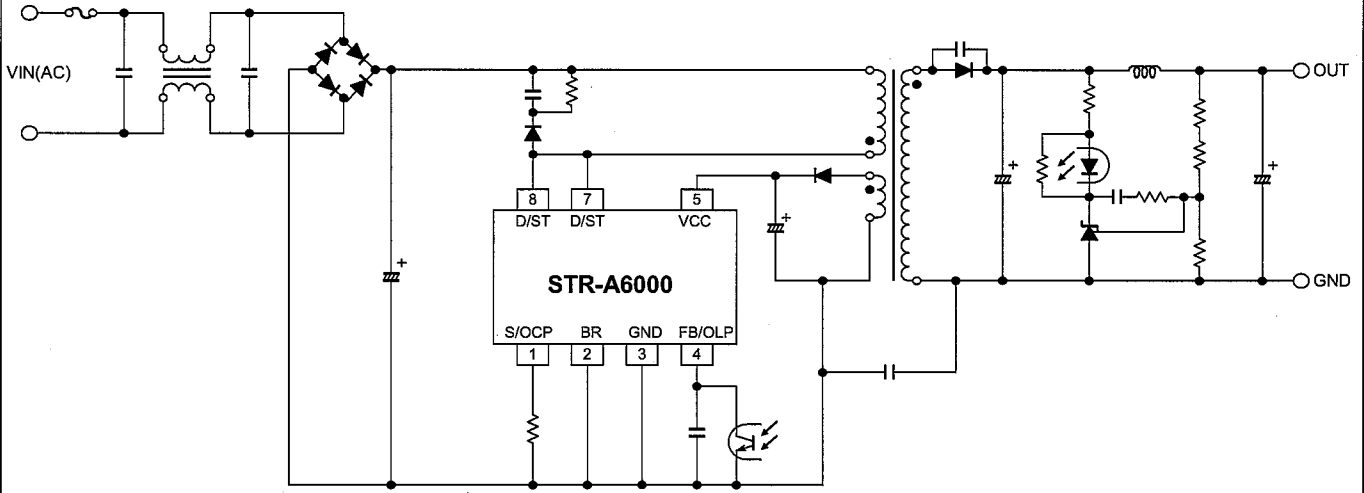 VIN(AC)
OUT
8 7 5
D/ST D/ST VCC
STR-A6000
GND
S/OCP BR GND FB/OLP
1 2 3 4
+
+
+
+